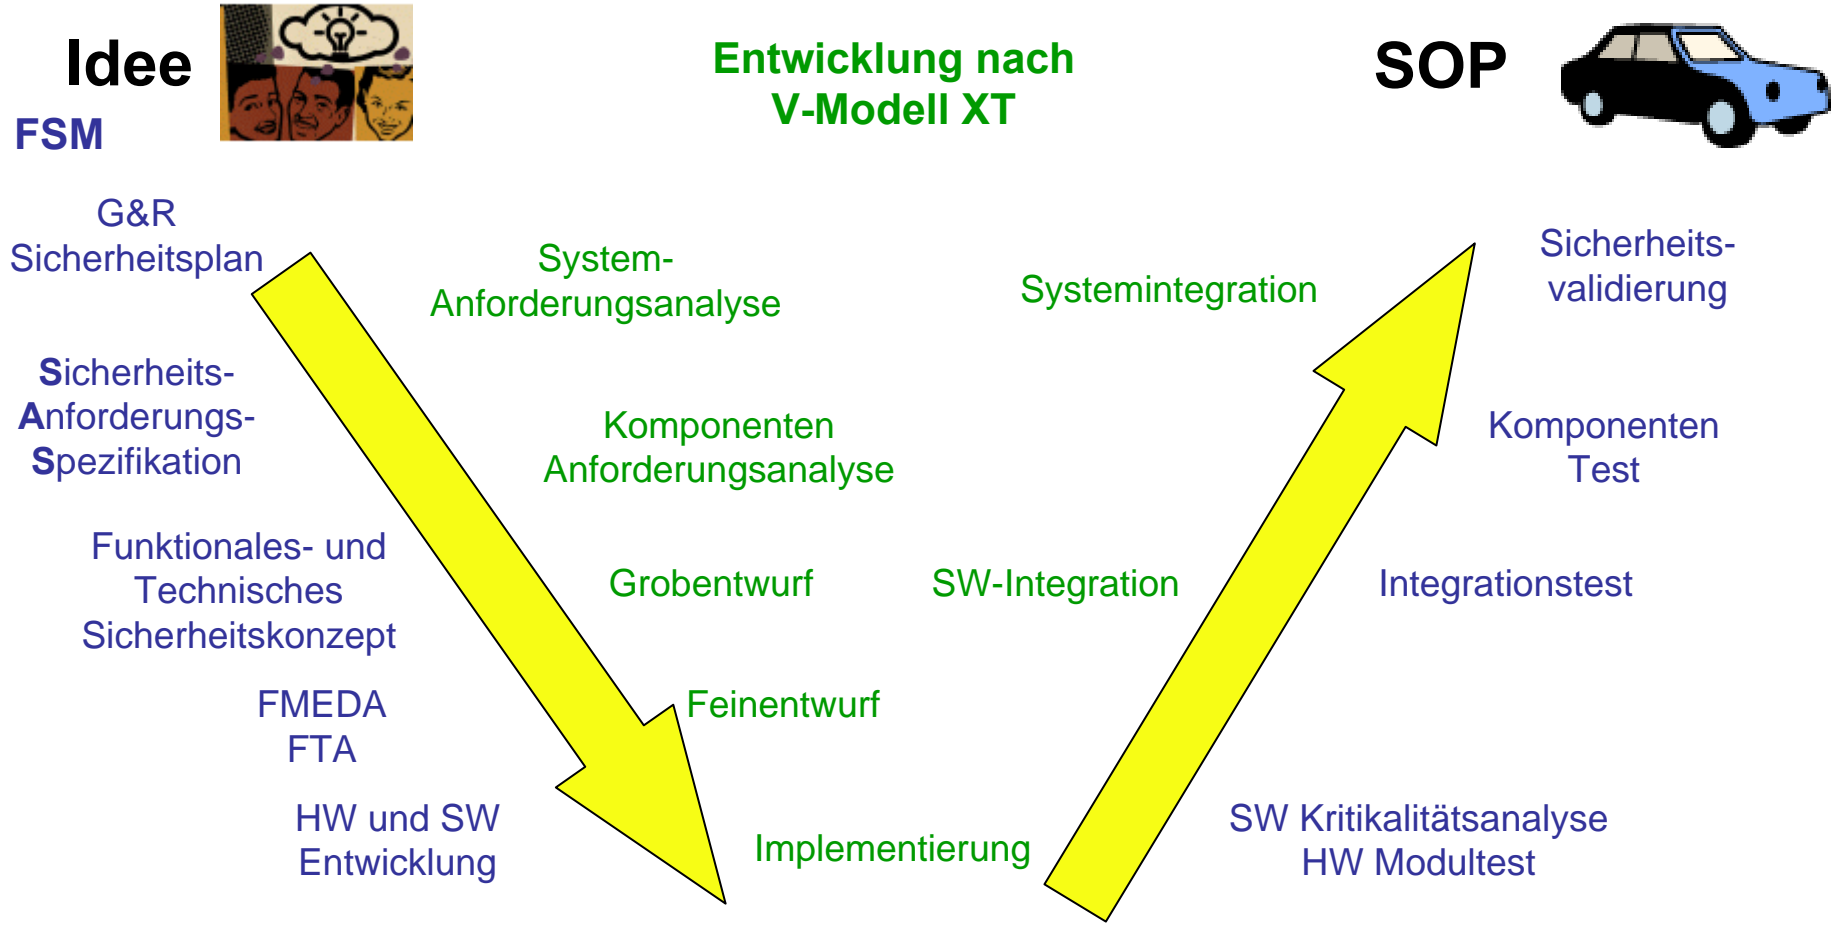 Idee
FSM
Entwicklung nach
V-Modell XT
SOP
G&R
Sicherheitsplan
Sicherheits-
Anforderungs-
Spezifikation
Funktionales- und
Technisches
Sicherheitskonzept
FMEDA
FTA
HW und SW
Entwicklung
System-
Anforderungsanalyse
Komponenten
Anforderungsanalyse
Grobentwurf
Feinentwurf
Implementierung
Systemintegration
SW-Integration
Sicherheits-
validierung
Komponenten
Test
Integrationstest
SW Kritikalitätsanalyse
HW Modultest